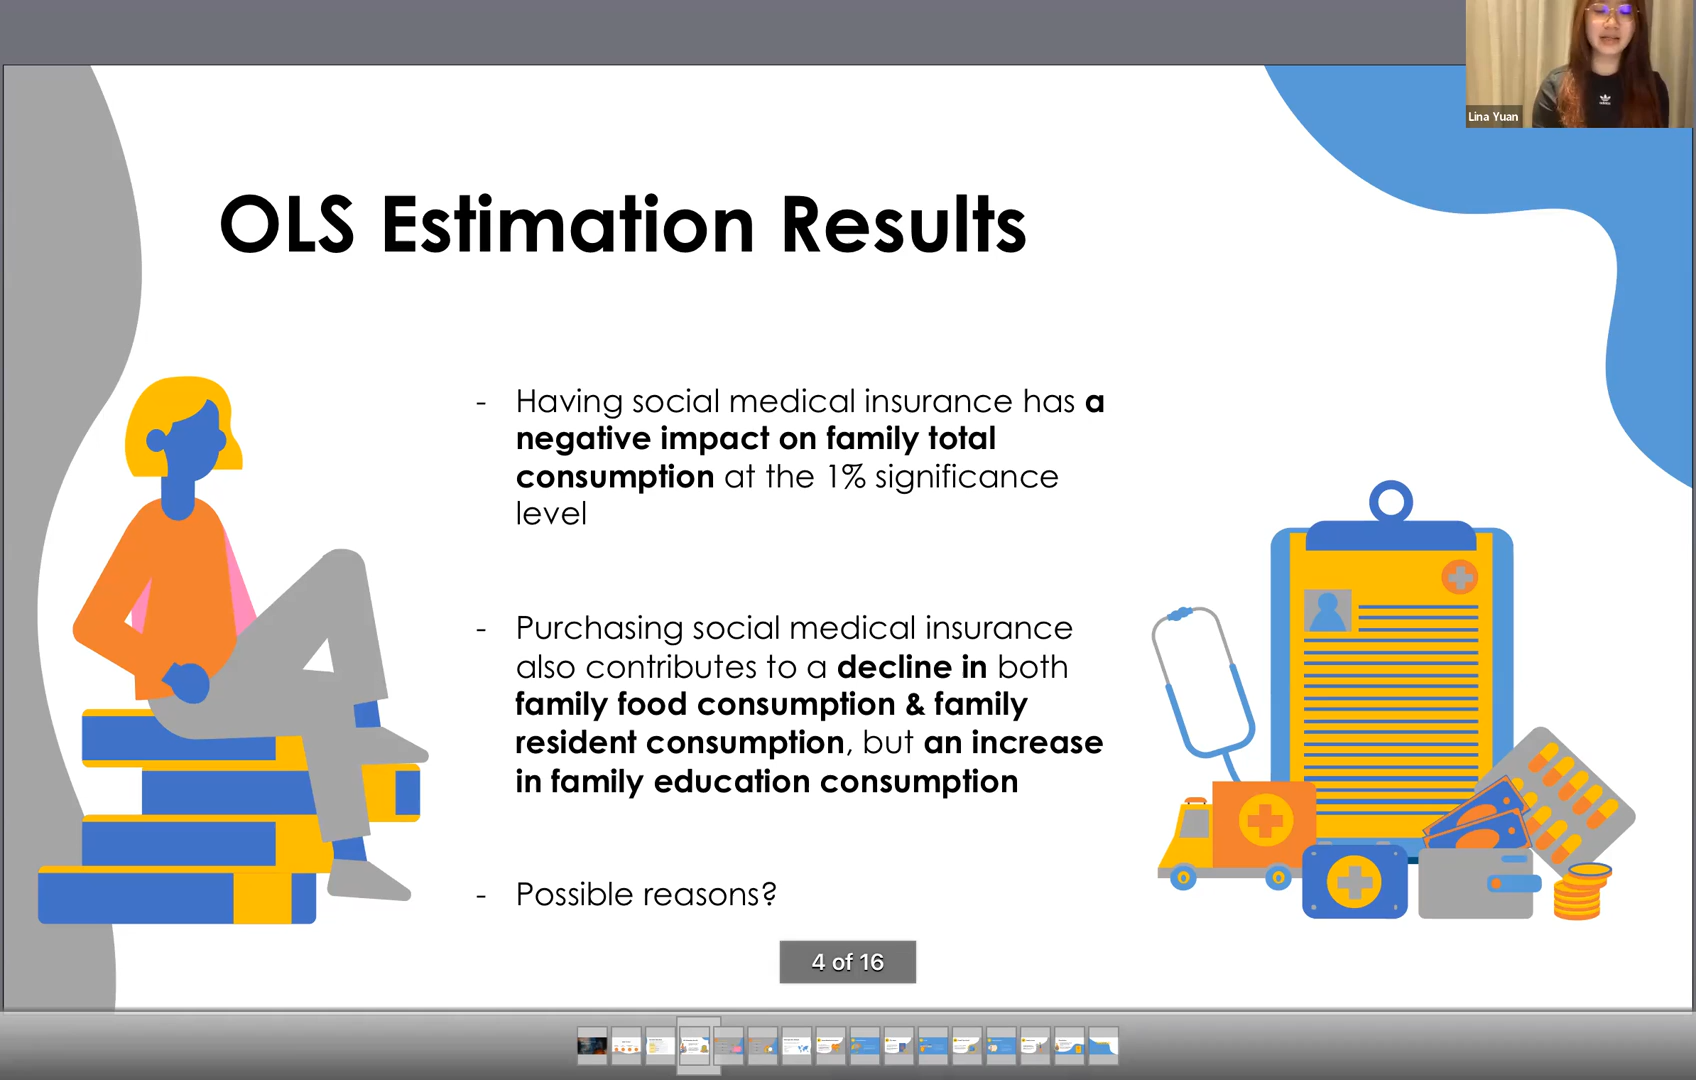 Lina Yuan
OLS Estimation Results
- Having social medical insurance has a
negative impact on family total
consumption at the 1% significance
level
- Purchasing social medical insurance
also contributes to a decline in both
family food consumption & family
resident consumption, but an increase
in family education consumption
- Possible reasons?
4 of 16